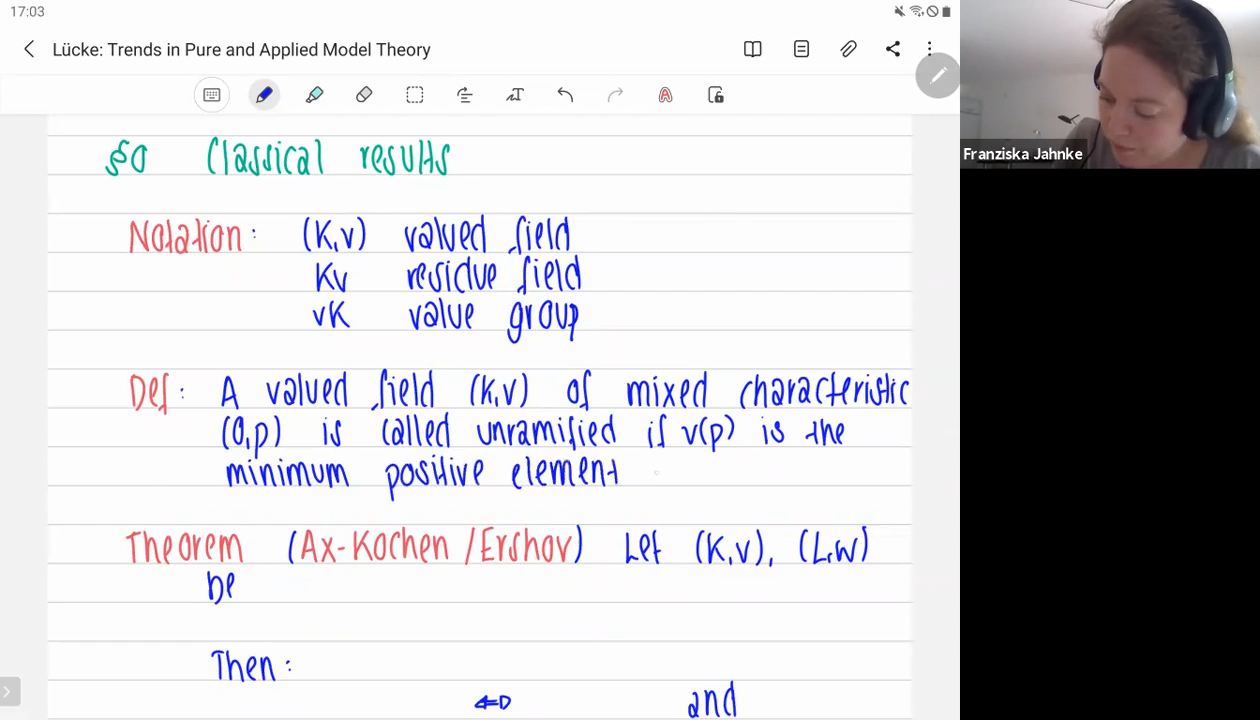 17:03
Lücke: Trends in Pure and Applied Model Theory
§0 Classical results
Notation: (K,v) valued field
Kv residue field
vK value group
Def: A valued field (K,v) of mixed characteristic
(0,p) is called unramified if v(p) is the
minimum positive element
Theorem (Ax-Kochen/Ershov) Let (K,v), (L,w)
be
Then:
⇔ and
Franziska Jahnke